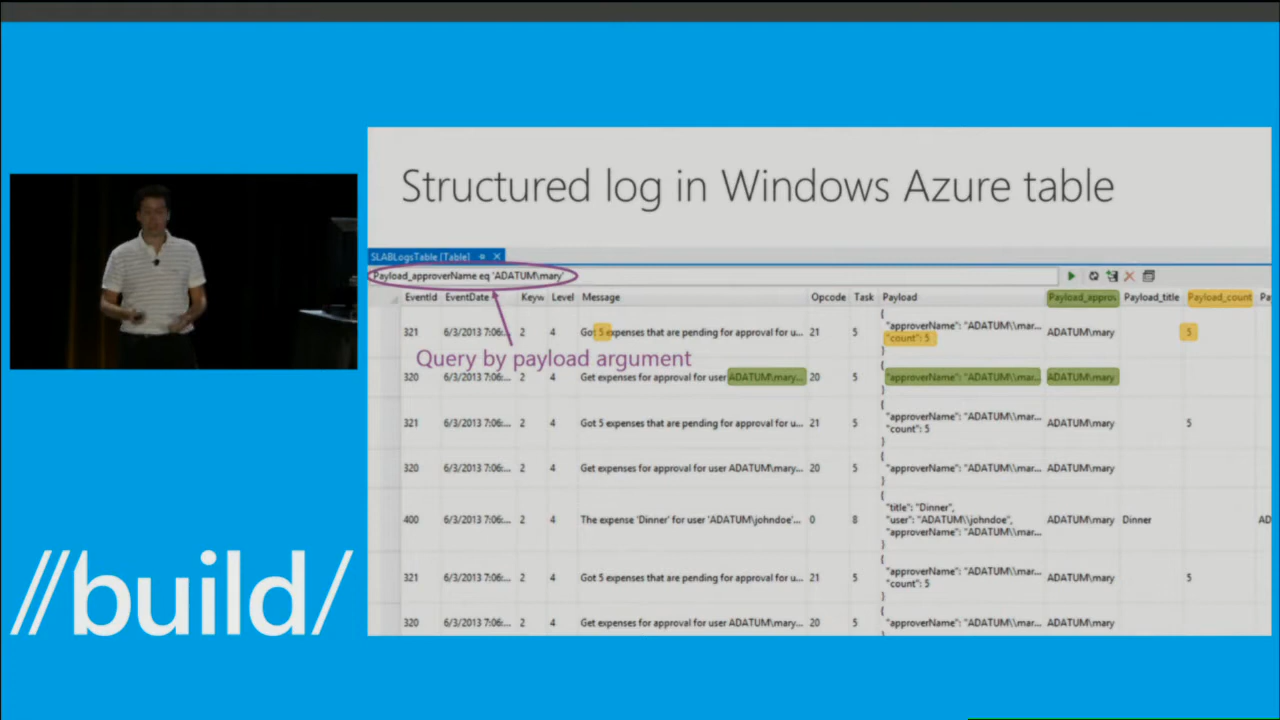 Structured log in Windows Azure table
SLABLogsTable [Table]
Payload_approverName eq 'ADATUM\mary'
EventId EventDate Keyw Level Message Opcode Task Payload Payload_approv Payload_title Payload_count Pa
321 6/3/2013 7:06:... 2 4 Got 5 expenses that are pending for approval for u... 21 5 { "approverName": "ADATUM\\mar... ADATUM\mary 5
"count": 5
}
Query by payload argument
320 6/3/2013 7:06:... 2 4 Get expenses for approval for user ADATUM\mary... 20 5 { "approverName": "ADATUM\\mar... ADATUM\mary
}
321 6/3/2013 7:06:... 2 4 Got 5 expenses that are pending for approval for u... 21 5 { "approverName": "ADATUM\\mar... ADATUM\mary 5
"count": 5
}
320 6/3/2013 7:06:... 2 4 Get expenses for approval for user ADATUM\mary... 20 5 { "approverName": "ADATUM\\mar... ADATUM\mary
}
400 6/3/2013 7:06:... 2 4 The expense 'Dinner' for user 'ADATUM\johndoe'... 0 8 { "title": "Dinner", ADATUM\mary Dinner AD
"user": "ADATUM\\johndoe",
"approverName": "ADATUM\\mar...
}
321 6/3/2013 7:06:... 2 4 Got 5 expenses that are pending for approval for u... 21 5 { "approverName": "ADATUM\\mar... ADATUM\mary 5
"count": 5
}
320 6/3/2013 7:06:... 2 4 Get expenses for approval for user ADATUM\mary... 20 5 { "approverName": "ADATUM\\mar... ADATUM\mary
}
//build/